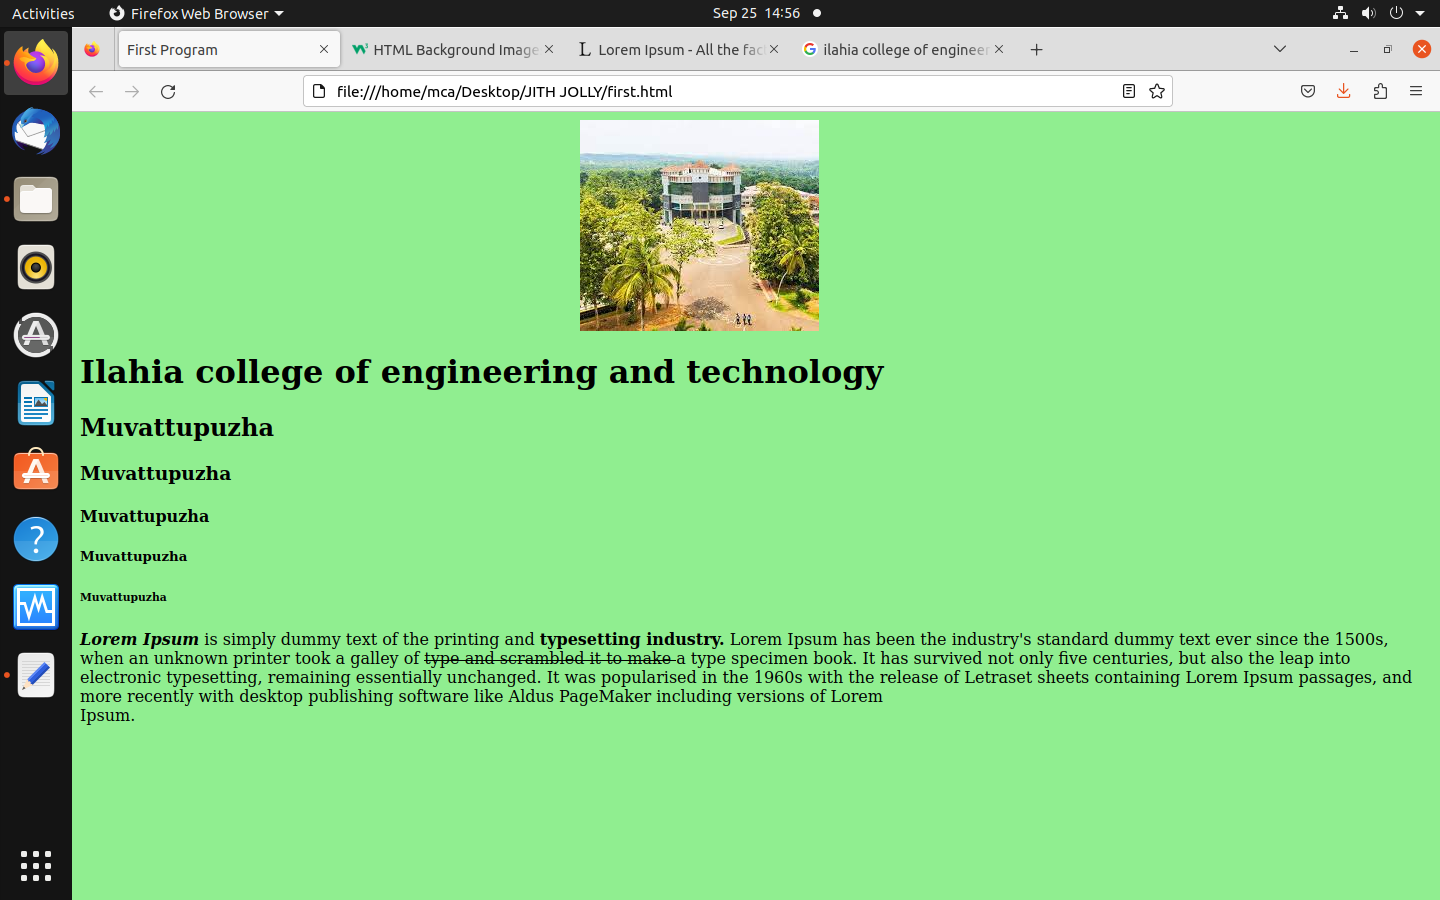 Activities
Firefox Web Browser
Sep 25 14:56
First Program
HTML Background Image
Lorem Ipsum - All the fac
ilahia college of engineer
file:///home/mca/Desktop/JITH JOLLY/first.html
Ilahia college of engineering and technology
Muvattupuzha
Muvattupuzha
Muvattupuzha
Muvattupuzha
Muvattupuzha
Lorem Ipsum is simply dummy text of the printing and typesetting industry. Lorem Ipsum has been the industry's standard dummy text ever since the 1500s,
when an unknown printer took a galley of type and scrambled it to make a type specimen book. It has survived not only five centuries, but also the leap into
electronic typesetting, remaining essentially unchanged. It was popularised in the 1960s with the release of Letraset sheets containing Lorem Ipsum passages, and
more recently with desktop publishing software like Aldus PageMaker including versions of Lorem
Ipsum.